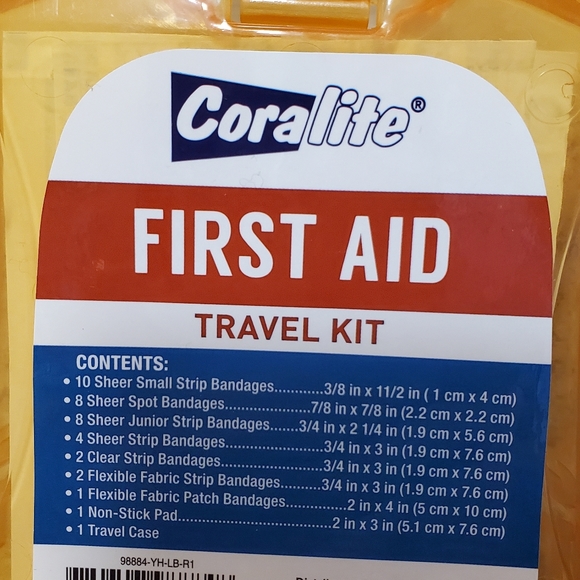 Coralite®
FIRST AID
TRAVEL KIT
CONTENTS:
• 10 Sheer Small Strip Bandages............3/8 in x 11/2 in ( 1 cm x 4 cm)
• 8 Sheer Spot Bandages....................7/8 in x 7/8 in (2.2 cm x 2.2 cm)
• 8 Sheer Junior Strip Bandages.......3/4 in x 2 1/4 in (1.9 cm x 5.6 cm)
• 4 Sheer Strip Bandages.......................3/4 in x 3 in (1.9 cm x 7.6 cm)
• 2 Clear Strip Bandages........................3/4 in x 3 in (1.9 cm x 7.6 cm)
• 2 Flexible Fabric Strip Bandages..........3/4 in x 3 in (1.9 cm x 7.6 cm)
• 1 Flexible Fabric Patch Bandages...............2 in x 4 in (5 cm x 10 cm)
• 1 Non-Stick Pad....................................2 in x 3 in (5.1 cm x 7.6 cm)
• 1 Travel Case
98884-YH-LB-R1